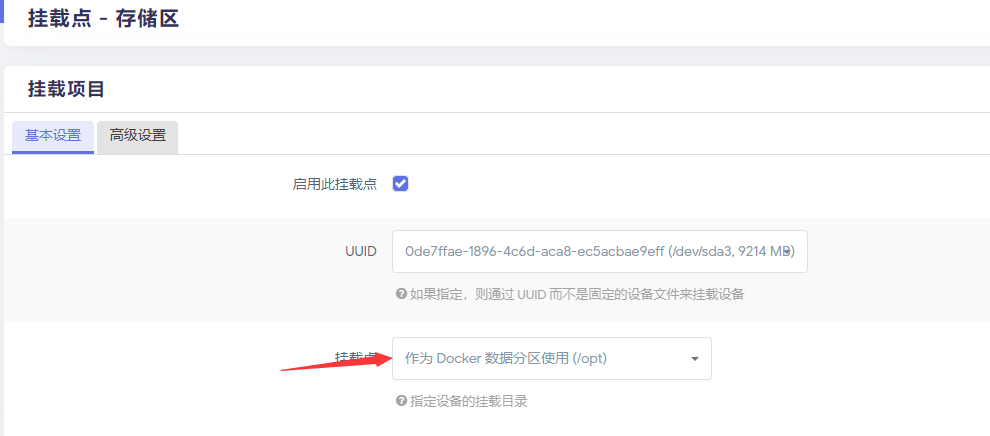 挂载点 - 存储区
挂载项目
基本设置 高级设置
启用此挂载点
UUID 0de7ffae-1896-4c6d-aca8-ec5acbae9eff (/dev/sda3, 9214 MB)
如果指定，则通过 UUID 而不是固定的设备文件来挂载设备
挂载点 作为 Docker 数据分区使用 (/opt)
指定设备的挂载目录